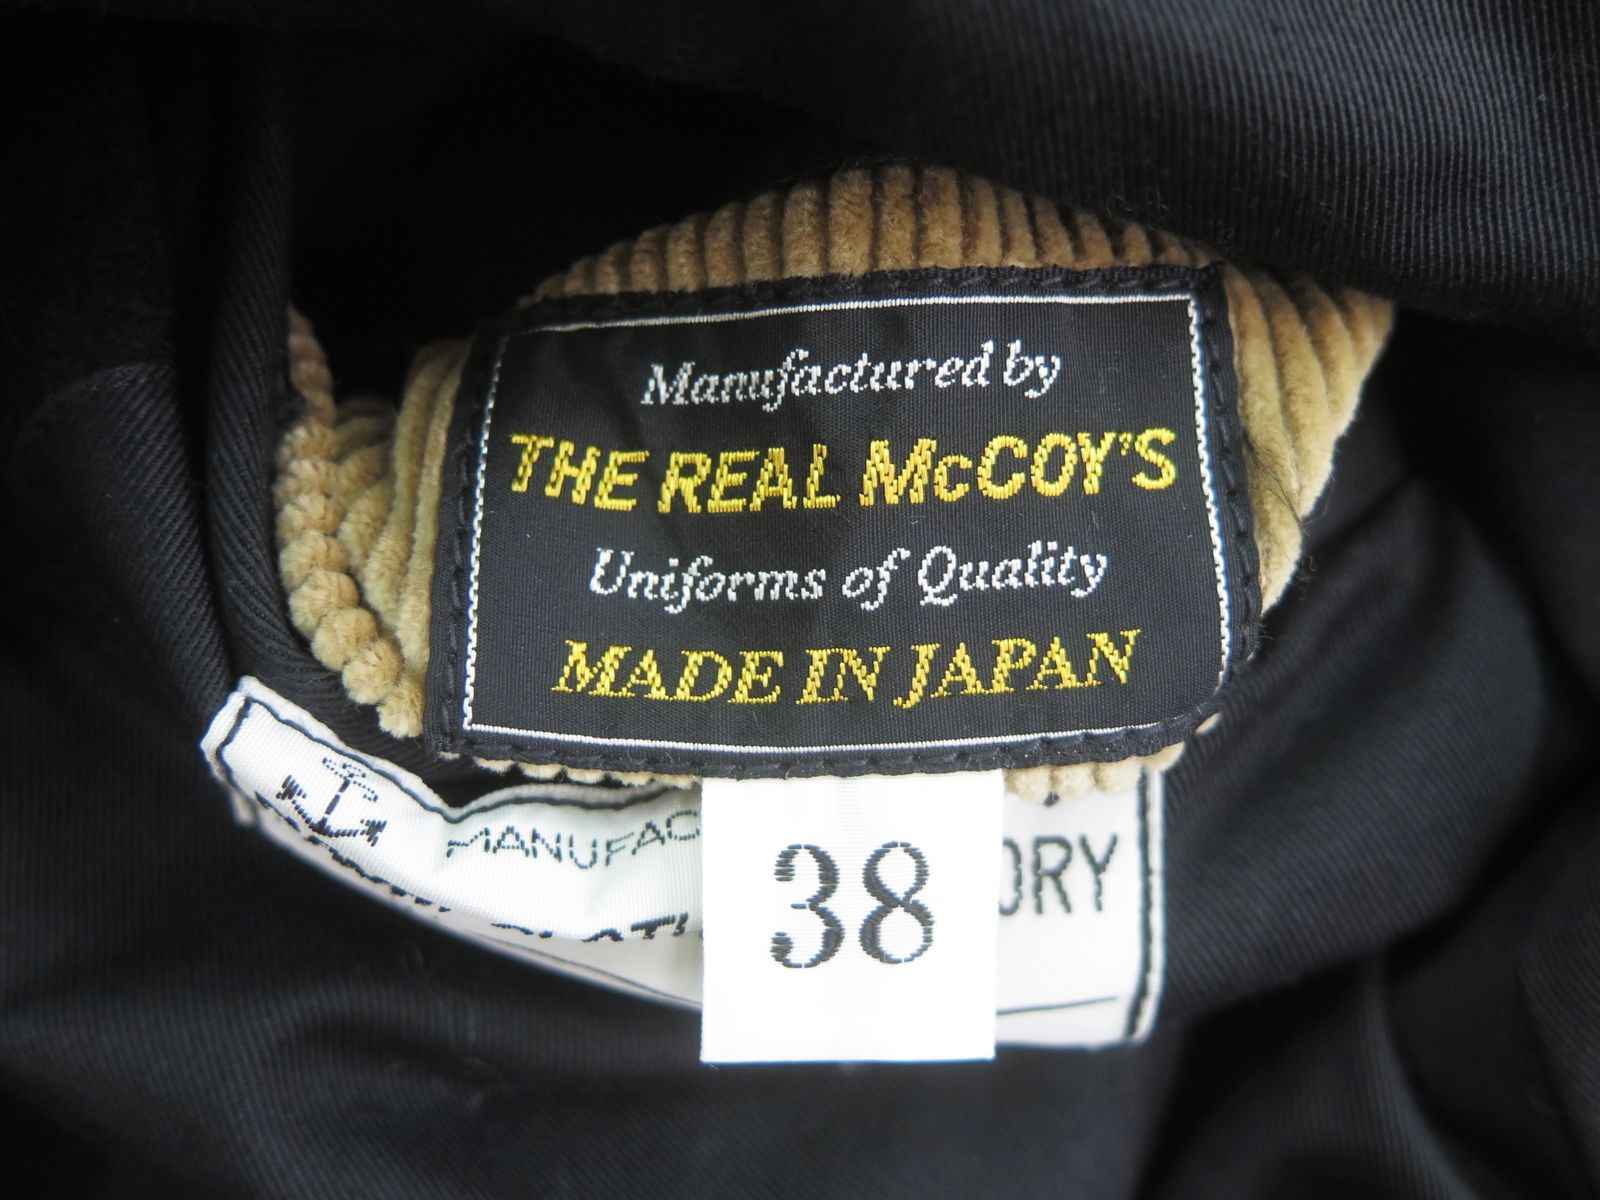 Manufactured by
THE REAL McCOY'S
Uniforms of Quality
MADE IN JAPAN
MANUFAC
ORY
38